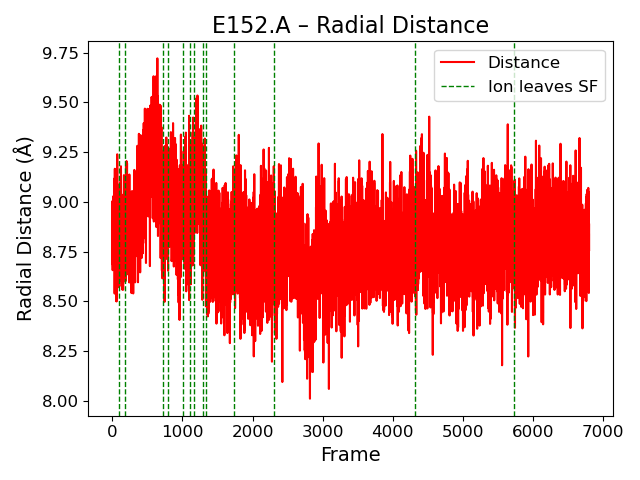 E152.A – Radial Distance
Radial Distance (Å)
9.75
9.50
9.25
9.00
8.75
8.50
8.25
8.00
Distance
Ion leaves SF
0 1000 2000 3000 4000 5000 6000 7000
Frame